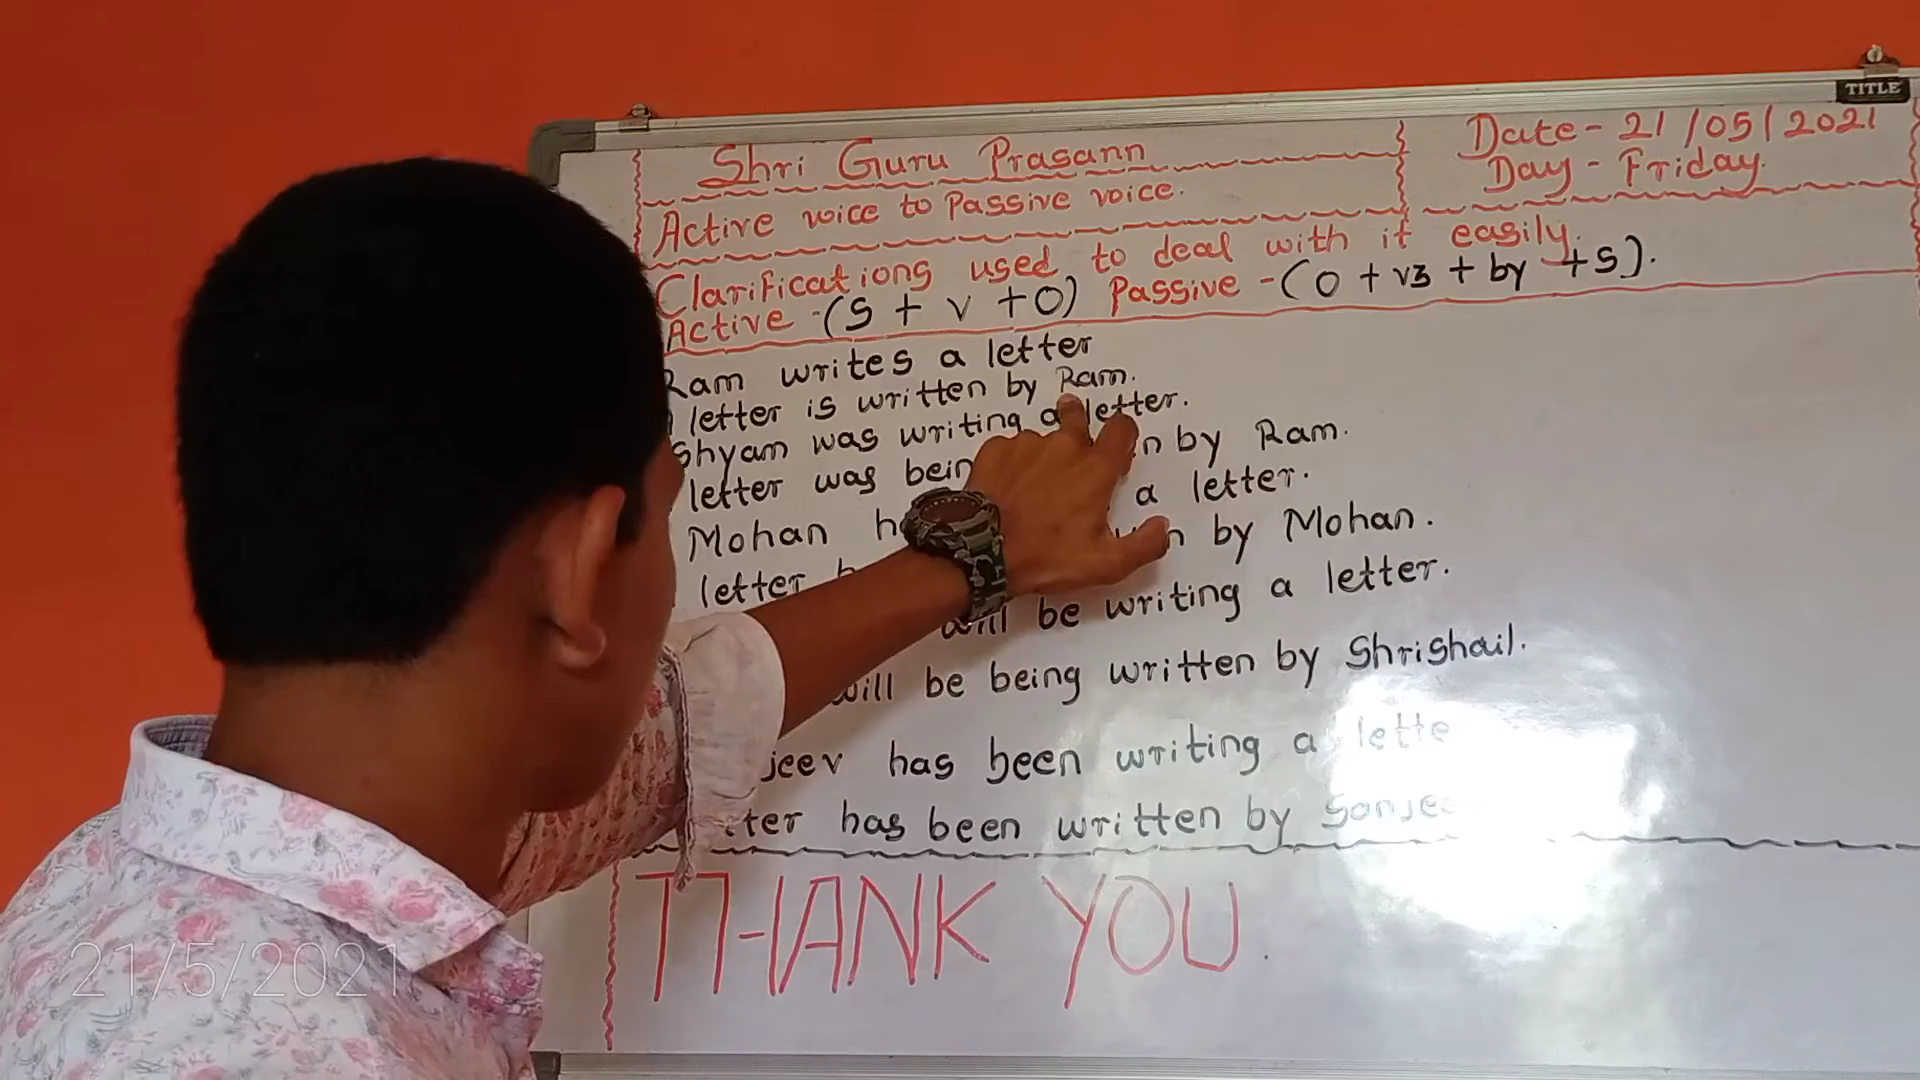 TITLE
Shri Guru Prasann
Date- 21/05/2021
Day - Friday.
Active voice to Passive voice.
Clarifications used to deal with it easily.
Active -(S + V +O) Passive -(O + V3 + by +S).
Ram writes a letter
letter is written by Ram.
Shyam was writing a letter.
letter was by Ram.
Mohan a letter.
letter by Mohan.
will be writing a letter.
will be being written by Shrishail.
has been writing a
has been written by
THANK YOU.
21/5/2021